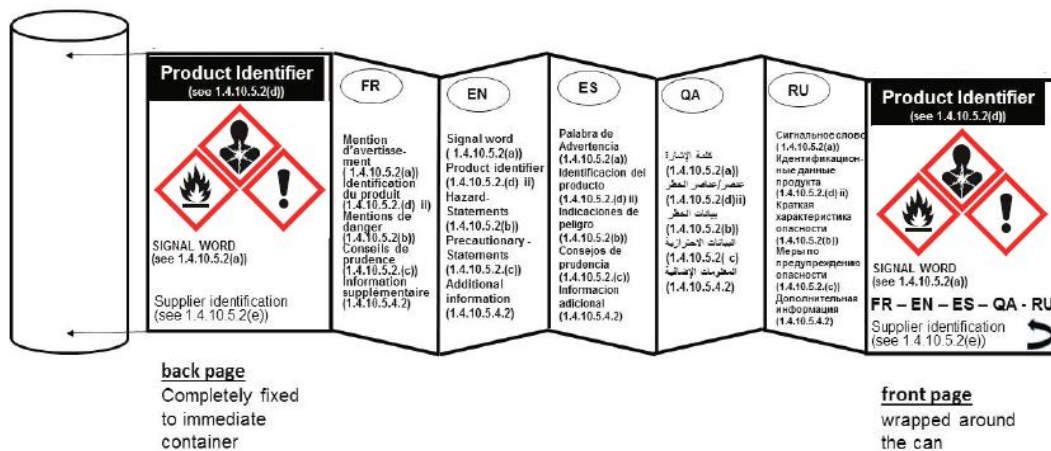 Product Identifier
(see 1.4.10.5.2(d))
SIGNAL WORD
(see 1.4.10.5.2(a))
Supplier identification
(see 1.4.10.5.2(e))
FR
Mention
d'avertisse-
ment
( 1.4.10.5.2(a))
Identification
du produit
(1.4.10.5.2.(d) ii)
Mentions de
danger
(1.4.10.5.2(b))
Conseils de
prudence
(1.4.10.5.2.(c))
Information
supplémentaire
(1.4.10.5.4.2)
EN
Signal word
( 1.4.10.5.2(a))
Product identifier
(1.4.10.5.2.(d) ii)
Hazard-
Statements
(1.4.10.5.2(b))
Precautionary -
Statements
(1.4.10.5.2.(c))
Additional
information
(1.4.10.5.4.2)
ES
Palabra de
Advertencia
(1.4.10.5.2(a))
Identificacion del
producto
(1.4.10.5.2.(d) ii)
Indicaciones de
peligro
(1.4.10.5.2(b))
Consejos de
prudencia
(1.4.10.5.2.(c))
Informacion
adicional
(1.4.10.5.4.2)
QA
كلمة الإشارة
(1.4.10.5.2(a))
عنصر/عناصر الخطر
(1.4.10.5.2(d)ii)
بيانات الخطر
(1.4.10.5.2(b))
البيانات الاحترازية
(1.4.10.5.2( c)
المعلومات الإضافية
(1.4.10.5.4.2)
RU
Сигнальное слово
( 1.4.10.5.2(a))
Идентификацион-
ные данные
продукта
(1.4.10.5.2.(d) ii)
Краткая
характеристика
опасности
(1.4.10.5.2(b))
Меры по
предупреждению
опасности
(1.4.10.5.2.(c))
Дополнительная
информация
(1.4.10.5.4.2)
Product Identifier
(see 1.4.10.5.2(d))
SIGNAL WORD
(see 1.4.10.5.2(a))
FR – EN – ES – QA - RU
Supplier identification
(see 1.4.10.5.2(e))
back page
Completely fixed
to immediate
container
front page
wrapped around
the can